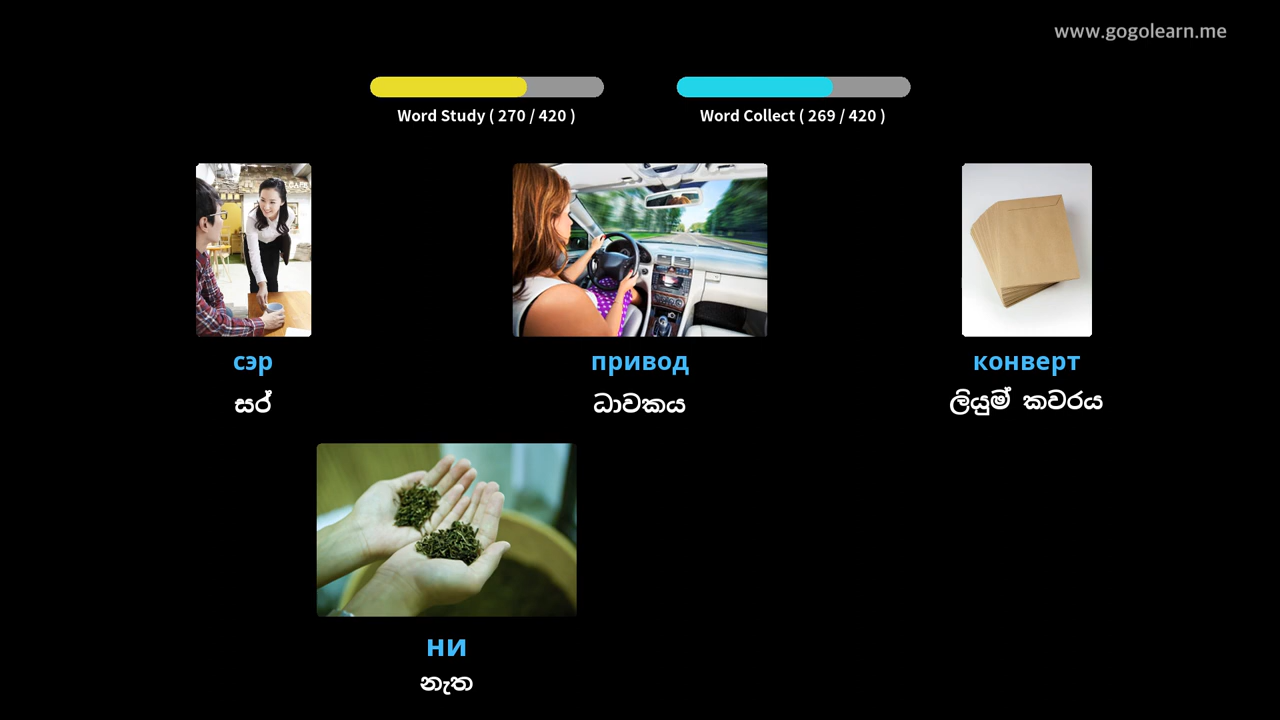 www.gogolearn.me
Word Study ( 270 / 420 )
Word Collect ( 269 / 420 )
сэр
සර්
привод
ධාවකය
конверт
ලියුම් කවරය
ни
නැත